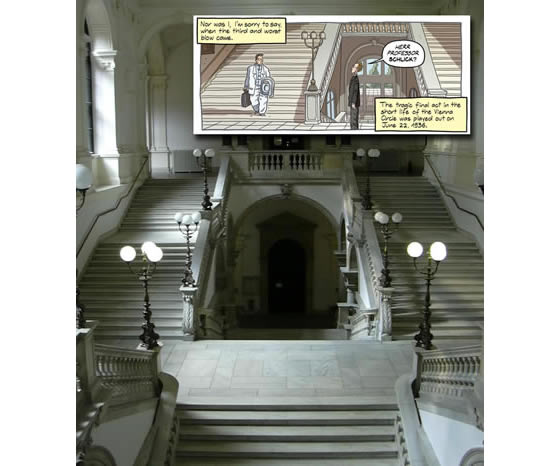 Nor was I, I'm sorry to say,
when the third and worst
blow came.
HERR
PROFESSOR
SCHLICK?
The tragic final act in the
short life of the Vienna
Circle was played out on
June 22, 1936.